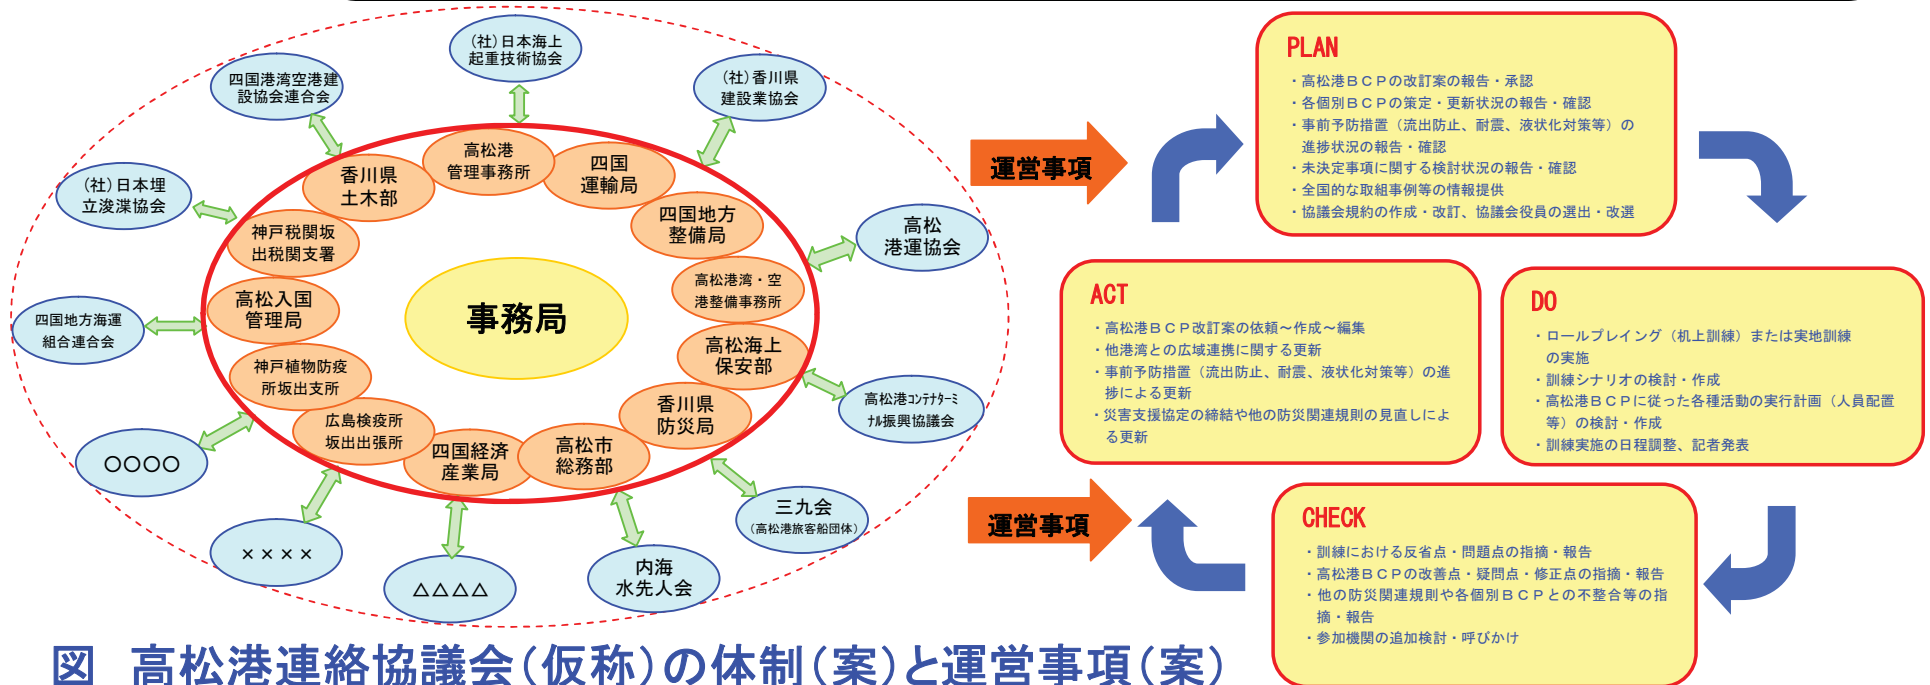 (社)日本海上
起重技術協会
四国港湾空港建
設協会連合会
(社)香川県
建設業協会
(社)日本埋
立浚渫協会
高松
港運協会
四国地方海運
組合連合会
高松港ｺﾝﾃﾅﾀｰﾐ
ﾅﾙ振興協議会
○○○○
三九会
(高松港旅客船団体)
××××
内海
水先人会
△△△△
高松港
管理事務所
四国
運輸局
香川県
土木部
四国地方
整備局
神戸税関坂
出税関支署
高松港湾・空
港整備事務所
高松入国
管理局
高松海上
保安部
神戸植物防疫
所坂出支所
香川県
防災局
広島検疫所
坂出出張所
高松市
総務部
四国経済
産業局
事務局
運営事項
運営事項
PLAN
・高松港ＢＣＰの改訂案の報告・承認
・各個別ＢＣＰの策定・更新状況の報告・確認
・事前予防措置（流出防止、耐震、液状化対策等）の
進捗状況の報告・確認
・未決定事項に関する検討状況の報告・確認
・全国的な取組事例等の情報提供
・協議会規約の作成・改訂、協議会役員の選出・改選
ACT
・高松港ＢＣＰ改訂案の依頼～作成～編集
・他港湾との広域連携に関する更新
・事前予防措置（流出防止、耐震、液状化対策等）の進
捗による更新
・災害支援協定の締結や他の防災関連規則の見直しによ
る更新
DO
・ロールプレイング（机上訓練）または実地訓練
の実施
・訓練シナリオの検討・作成
・高松港ＢＣＰに従った各種活動の実行計画（人員配置
等）の検討・作成
・訓練実施の日程調整、記者発表
CHECK
・訓練における反省点・問題点の指摘・報告
・高松港ＢＣＰの改善点・疑問点・修正点の指摘・報告
・他の防災関連規則や各個別ＢＣＰとの不整合等の指
摘・報告
・参加機関の追加検討・呼びかけ
図　高松港連絡協議会(仮称)の体制(案)と運営事項(案)